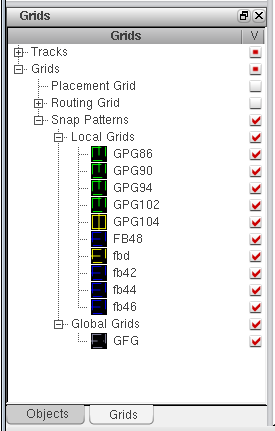 Grids
Grids V
Tracks
Grids
Placement Grid
Routing Grid
Snap Patterns
Local Grids
GPG86
GPG90
GPG94
GPG102
GPG104
FB48
fbd
fb42
fb44
fb46
Global Grids
GFG
Objects Grids